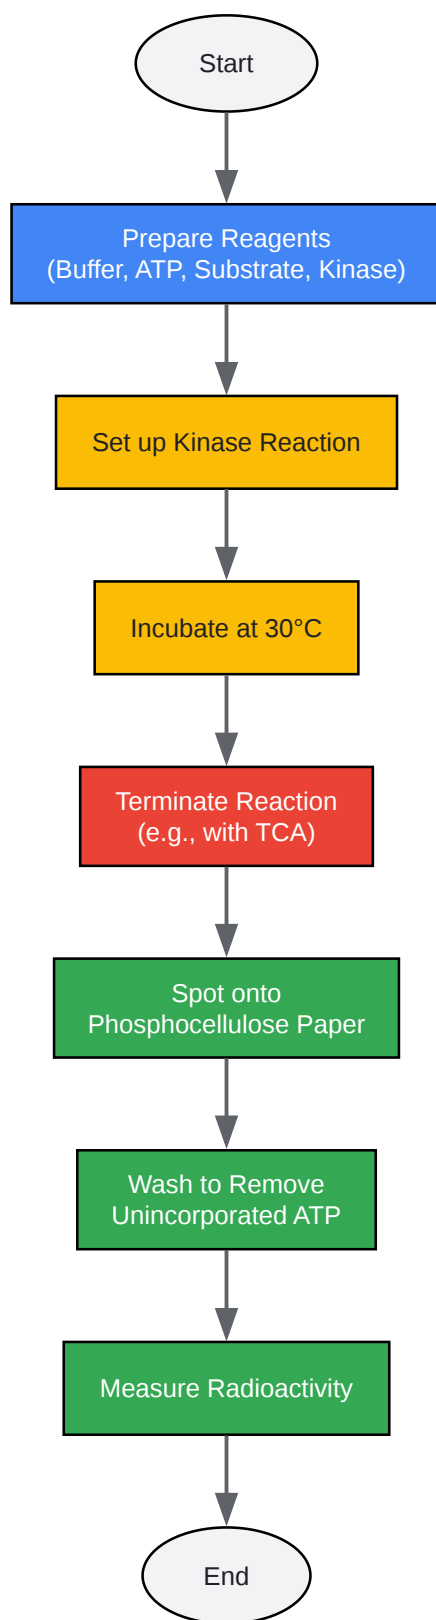 Start
Prepare Reagents
(Buffer, ATP, Substrate, Kinase)
Set up Kinase Reaction
Incubate at 30°C
Terminate Reaction
(e.g., with TCA)
Spot onto
Phosphocellulose Paper
Wash to Remove
Unincorporated ATP
Measure Radioactivity
End